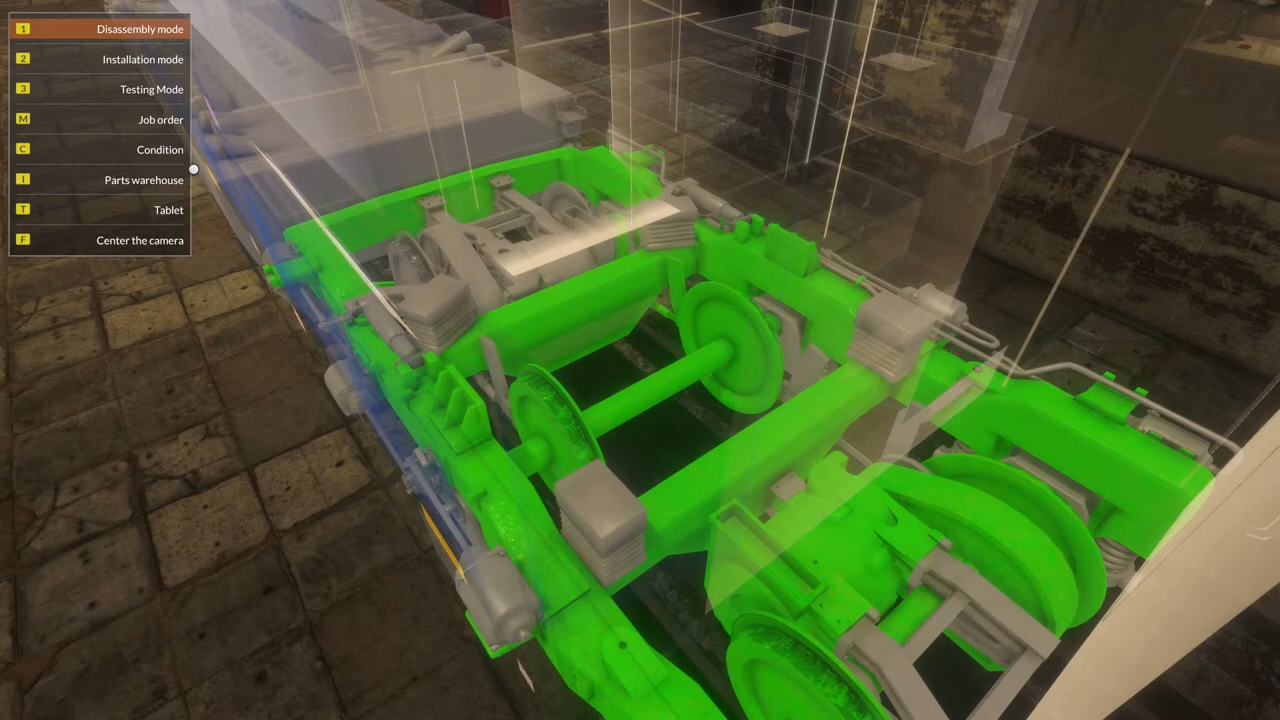 1 Disassembly mode
2 Installation mode
3 Testing Mode
M Job order
C Condition
I Parts warehouse
T Tablet
F Center the camera